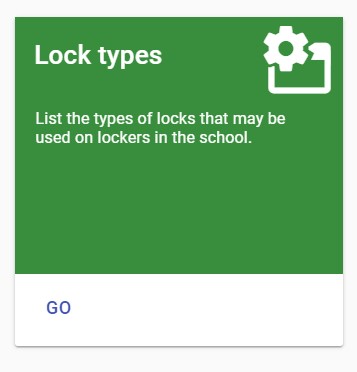 Lock types
List the types of locks that may be
used on lockers in the school.
GO